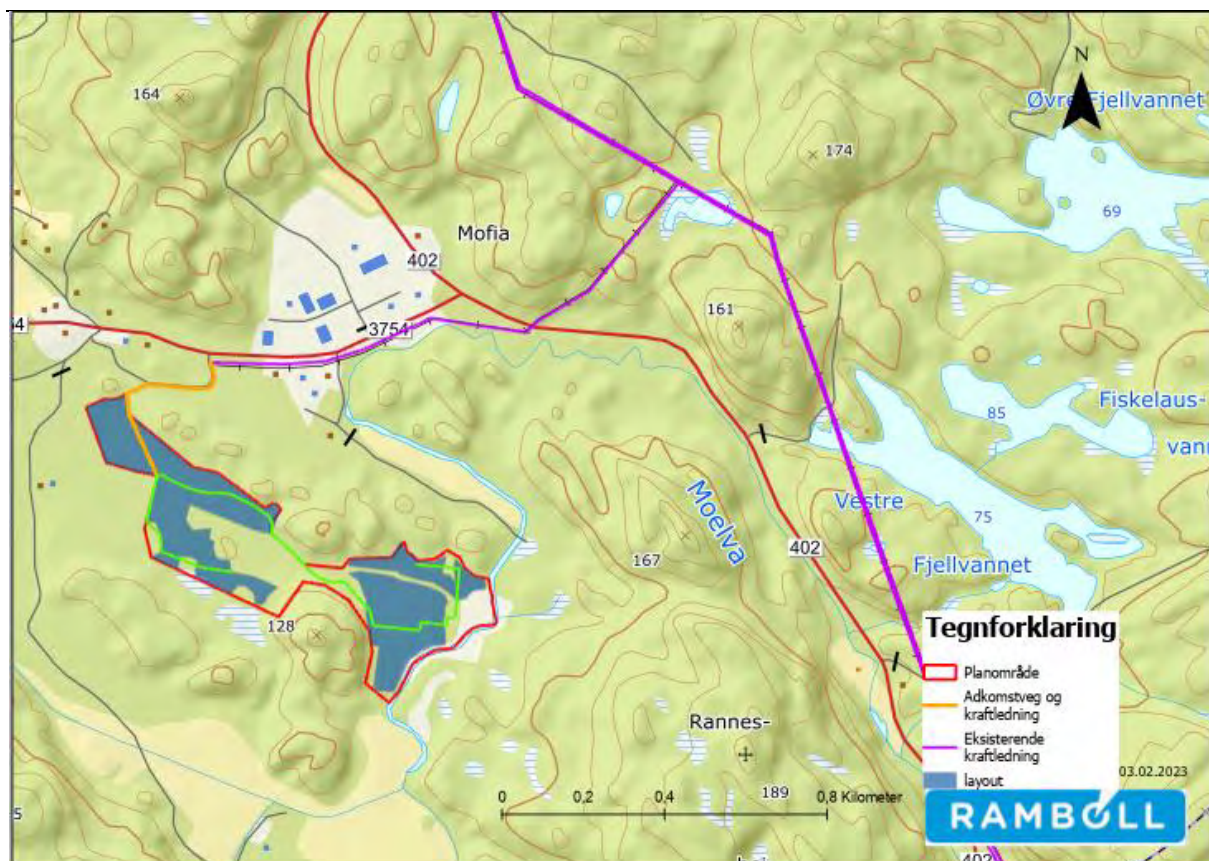 N
164
Øvre Fjellvannet
174
69
Mofia
402
3754
161
85
Fiskelaus-
vann
Moelva
Vestre
75
402
167
Fjellvannet
128
Tegnforklaring
Planområde
Adkomstveg og
kraftledning
Eksisterende
kraftledning
layout
Rannes-
03.02.2023
0 0,2 0,4 0,8 Kilometer
189
RAMBOLL
402